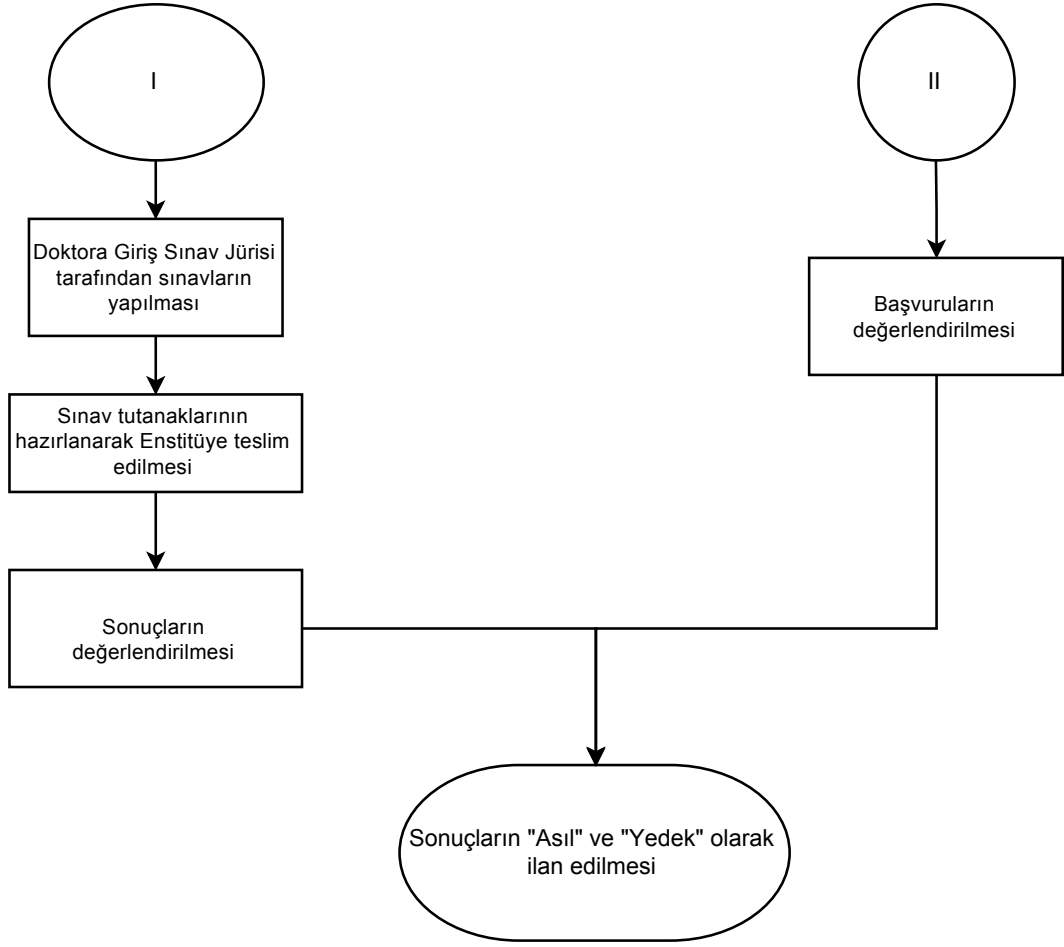 I
II
Doktora Giriş Sınav Jürisi
tarafından sınavların
yapılması
Başvuruların
değerlendirilmesi
Sınav tutanaklarının
hazırlanarak Enstitüye teslim
edilmesi
Sonuçların
değerlendirilmesi
Sonuçların "Asıl" ve "Yedek" olarak
ilan edilmesi